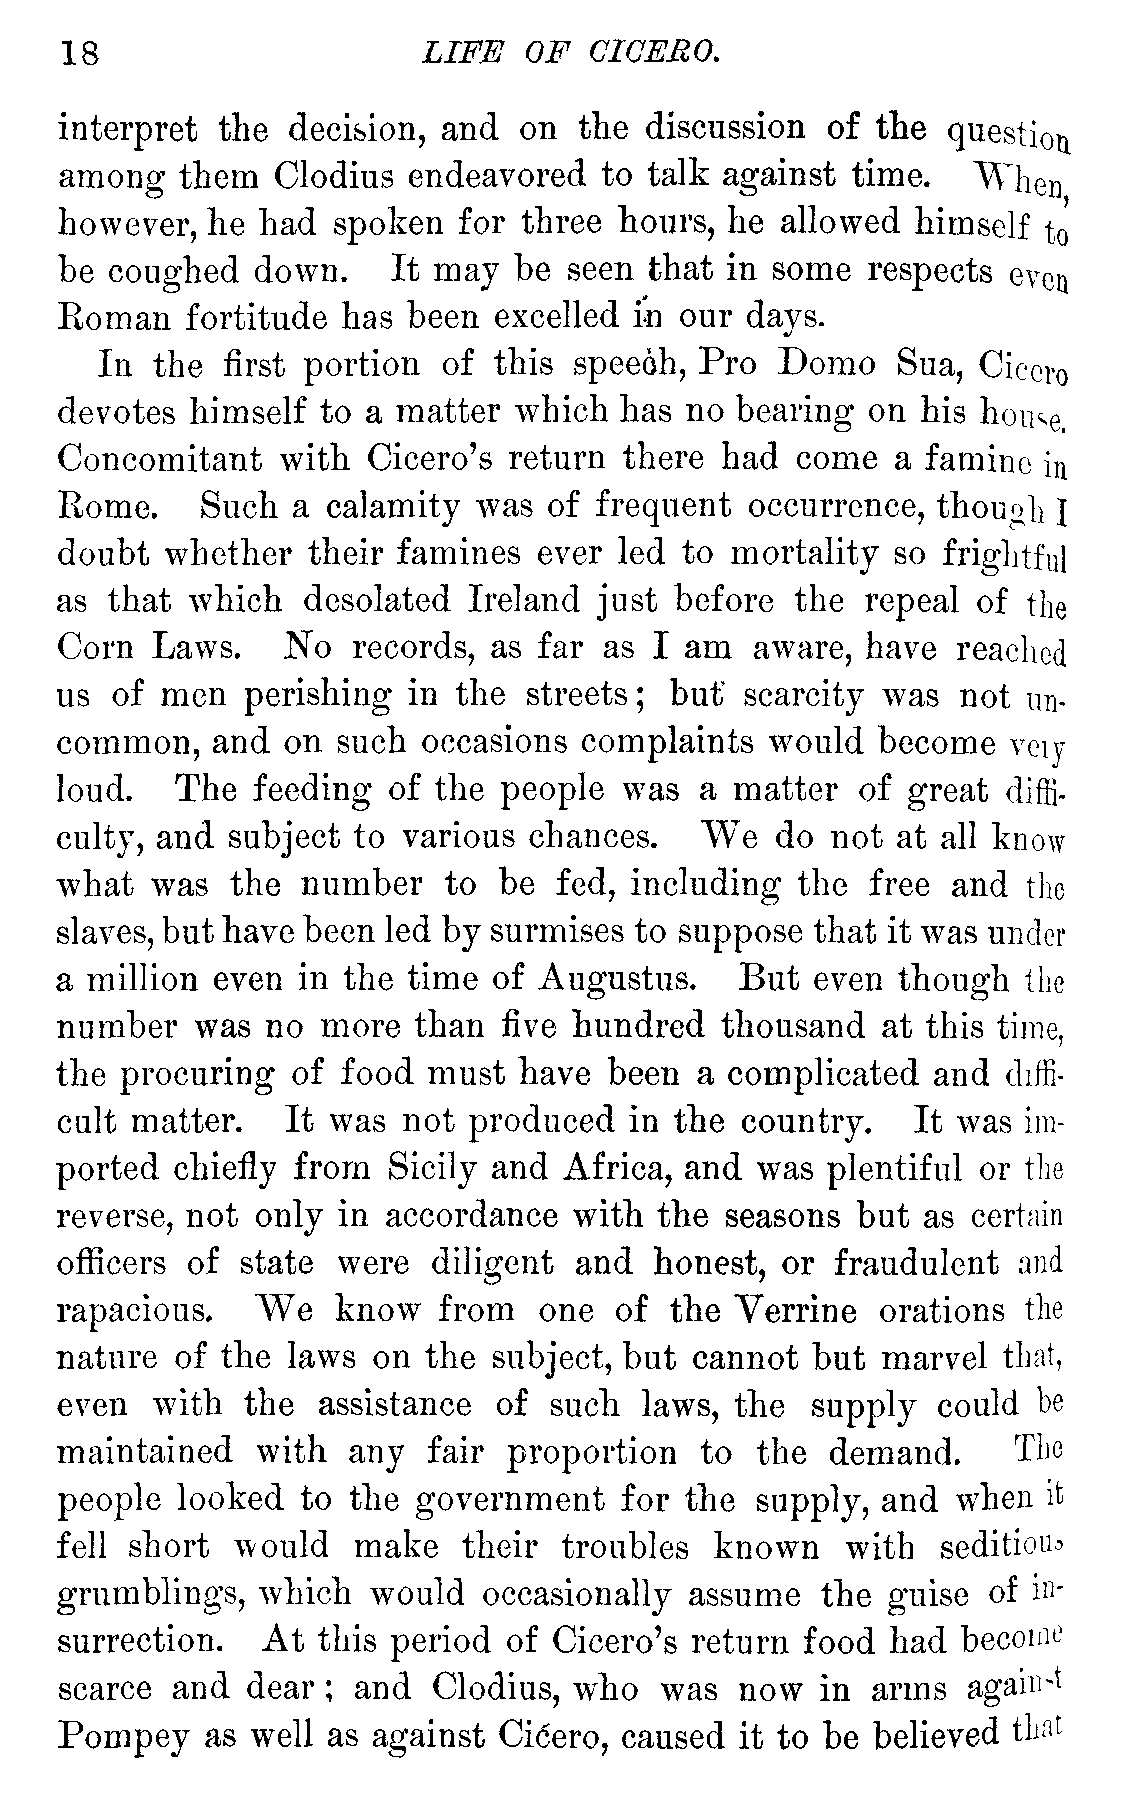 18 LIFE OF CICERO.
interpret the decision, and on the discussion of the question
among them Clodius endeavored to talk against time. When,
however, he had spoken for three hours, he allowed himself to
be coughed down. It may be seen that in some respects even
Roman fortitude has been excelled in our days.
In the first portion of this speech, Pro Domo Sua, Cicero
devotes himself to a matter which has no bearing on his house.
Concomitant with Cicero's return there had come a famine in
Rome. Such a calamity was of frequent occurrence, though I
doubt whether their famines ever led to mortality so frightful
as that which desolated Ireland just before the repeal of the
Corn Laws. No records, as far as I am aware, have reached
us of men perishing in the streets; but scarcity was not un-
common, and on such occasions complaints would become very
loud. The feeding of the people was a matter of great diffi-
culty, and subject to various chances. We do not at all know
what was the number to be fed, including the free and the
slaves, but have been led by surmises to suppose that it was under
a million even in the time of Augustus. But even though the
number was no more than five hundred thousand at this time,
the procuring of food must have been a complicated and diffi-
cult matter. It was not produced in the country. It was im-
ported chiefly from Sicily and Africa, and was plentiful or the
reverse, not only in accordance with the seasons but as certain
officers of state were diligent and honest, or fraudulent and
rapacious. We know from one of the Verrine orations the
nature of the laws on the subject, but cannot but marvel that,
even with the assistance of such laws, the supply could be
maintained with any fair proportion to the demand. The
people looked to the government for the supply, and when it
fell short would make their troubles known with seditious
grumblings, which would occasionally assume the guise of in-
surrection. At this period of Cicero's return food had become
scarce and dear; and Clodius, who was now in arms against
Pompey as well as against Cicero, caused it to be believed that